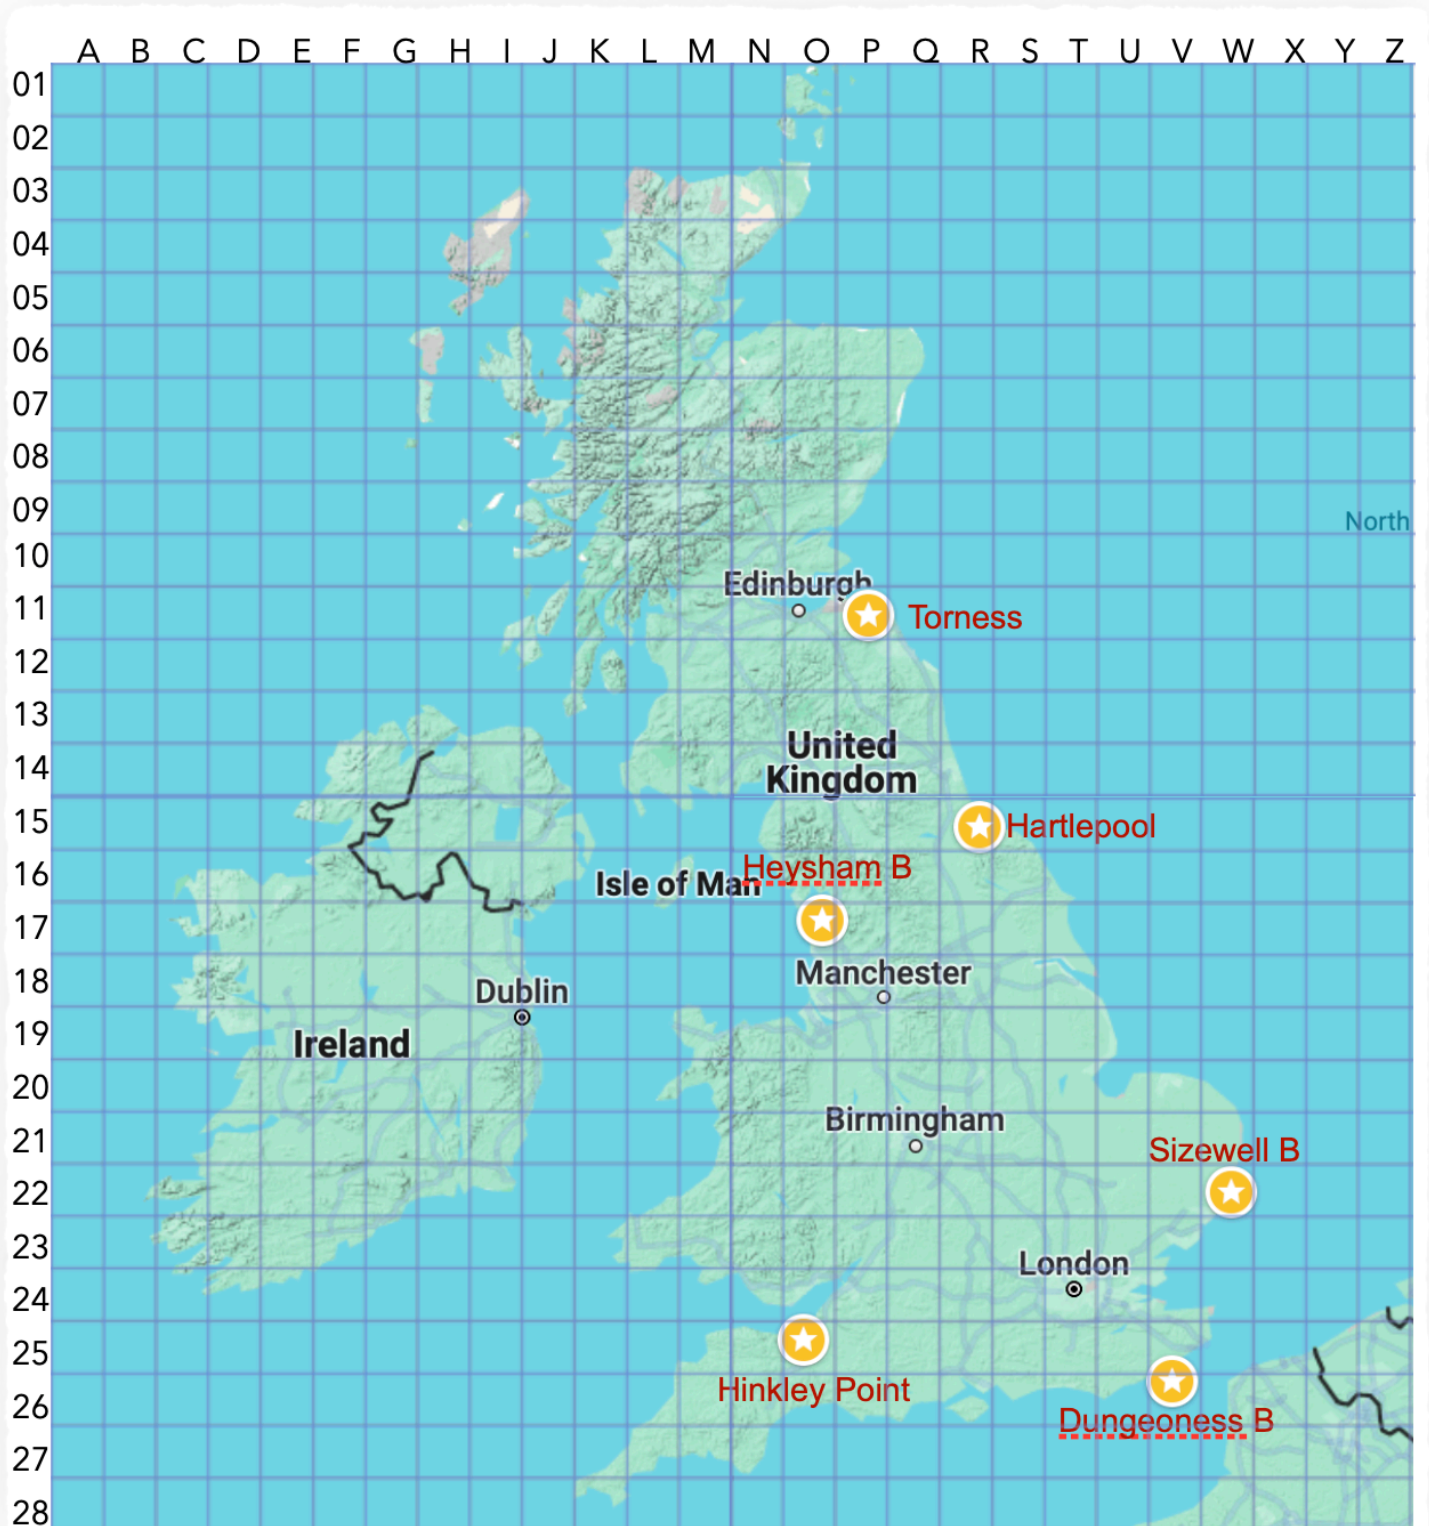 A B C D E F G H I J K L M N O P Q R S T U V W X Y Z
01
02
03
04
05
06
07
08
09
North
10
Edinburgh
11
Torness
12
13
United
Kingdom
14
15
Hartlepool
Heysham B
16
Isle of Man
17
Manchester
18
Dublin
19
Ireland
20
Birmingham
21
Sizewell B
22
23
London
24
25
Hinkley Point
26
Dungeoness B
27
28